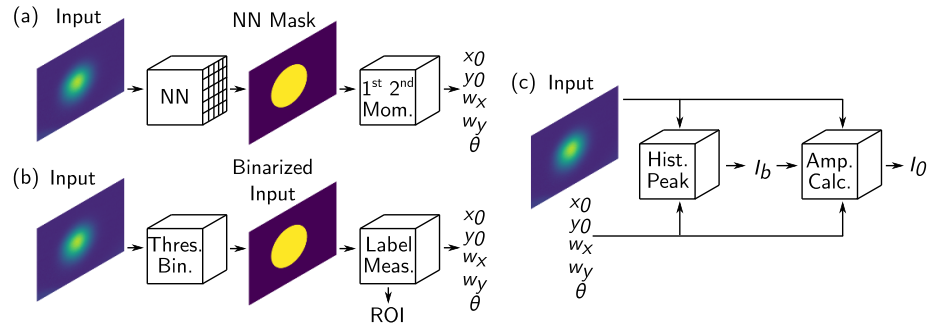 (a) Input
NN Mask
NN
1st 2nd
Mom.
x0
y0
wx
wy
θ
(b) Input
Binarized
Input
Thres.
Bin.
Label
Meas.
ROI
x0
y0
wx
wy
θ
(c) Input
Hist.
Peak
Ib
Amp.
Calc.
I0
x0
y0
wx
wy
θ